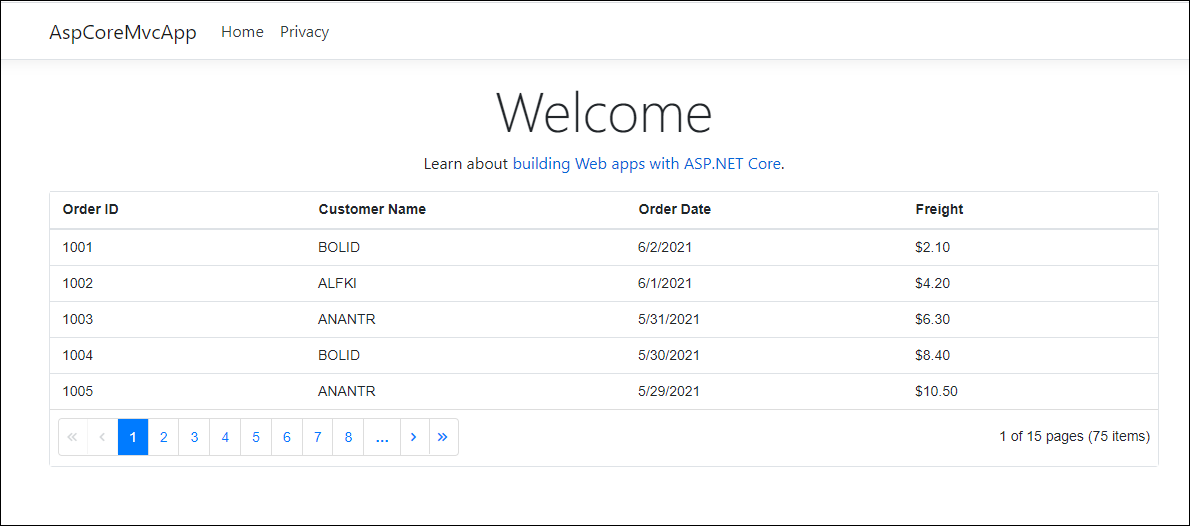 AspCoreMvcApp Home Privacy
Welcome
Learn about building Web apps with ASP.NET Core.
Order ID Customer Name Order Date Freight
1001 BOLID 6/2/2021 $2.10
1002 ALFKI 6/1/2021 $4.20
1003 ANANTR 5/31/2021 $6.30
1004 BOLID 5/30/2021 $8.40
1005 ANANTR 5/29/2021 $10.50
« ‹ 1 2 3 4 5 6 7 8 ... › » 1 of 15 pages (75 items)